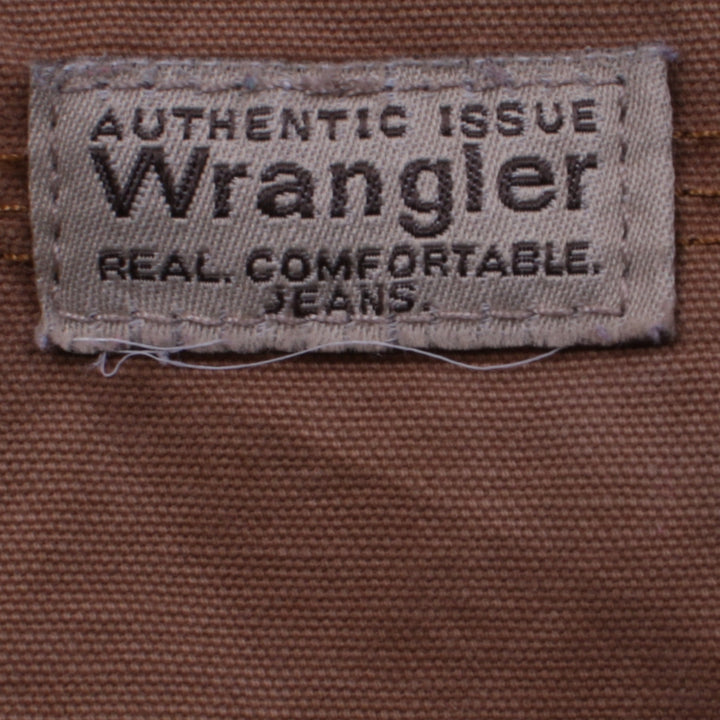 AUTHENTIC ISSUE
Wrangler
REAL. COMFORTABLE.
JEANS.